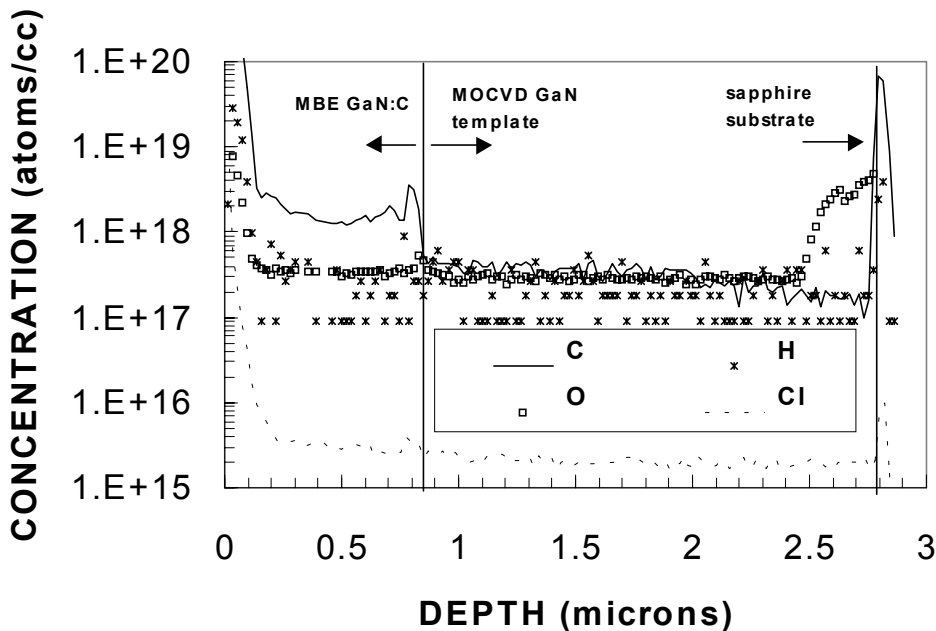 CONCENTRATION (atoms/cc)
1.E+20
1.E+19
1.E+18
1.E+17
1.E+16
1.E+15
MBE GaN:C
MOCVD GaN
template
sapphire
substrate
C
H
O
Cl
0 0.5 1 1.5 2 2.5 3
DEPTH (microns)